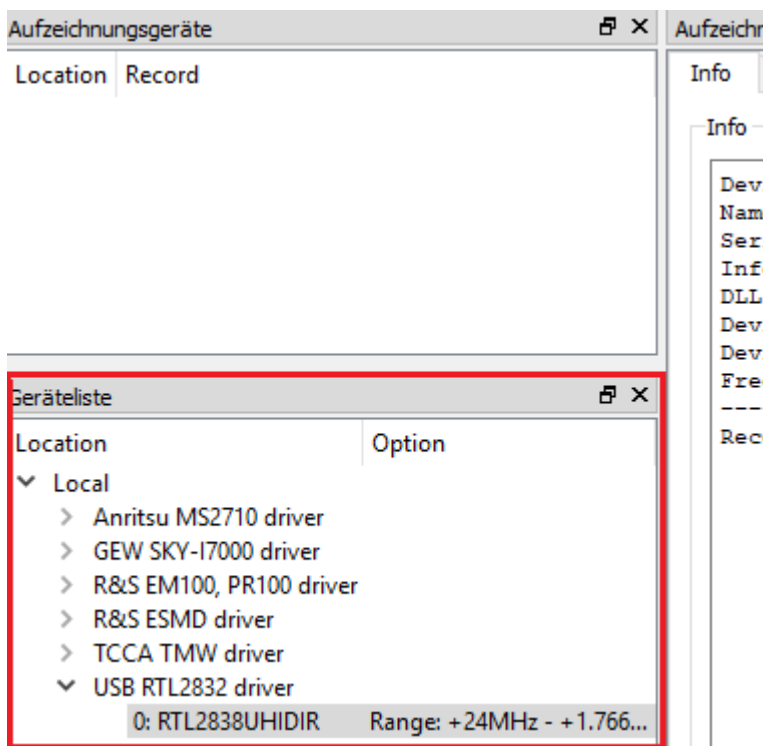 Aufzeichnungsgeräte
Location Record
Geräteliste
Location Option
Local
Anritsu MS2710 driver
GEW SKY-I7000 driver
R&S EM100, PR100 driver
R&S ESMD driver
TCCA TMW driver
USB RTL2832 driver
0: RTL2838UHIDIR Range: +24MHz - +1.766...
Aufzeichn
Info
Info
Dev
Nam
Ser
Inf
DLL
Dev
Dev
Fre
---
Rec